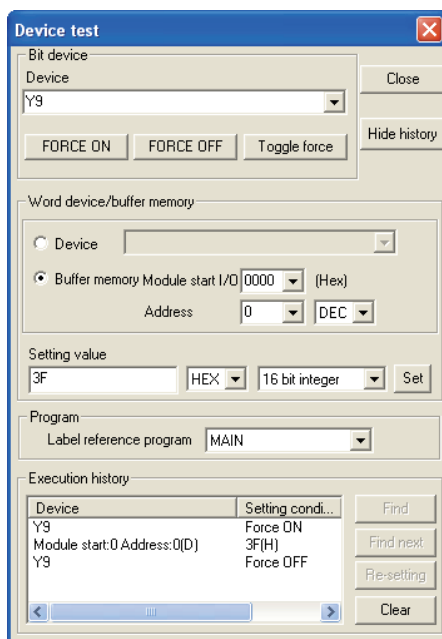 Device test
Bit device
Device
Close
Y9
FORCE ON FORCE OFF Toggle force
Hide history
Word device/buffer memory
Device
Buffer memory Module start I/O 0000 (Hex)
Address 0 DEC
Setting value
3F HEX 16 bit integer Set
Program
Label reference program MAIN
Execution history
Device Setting condi...
Y9 Force ON
Module start:0 Address:0(D) 3F(H)
Y9 Force OFF
Find
Find next
Re-setting
Clear